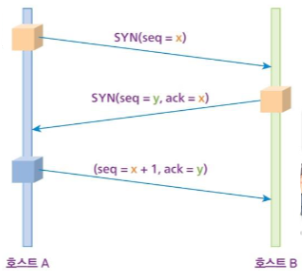 SYN(seq = x)
SYN(seq = y, ack = x)
(seq = x + 1, ack = y)
호스트 A
호스트 B